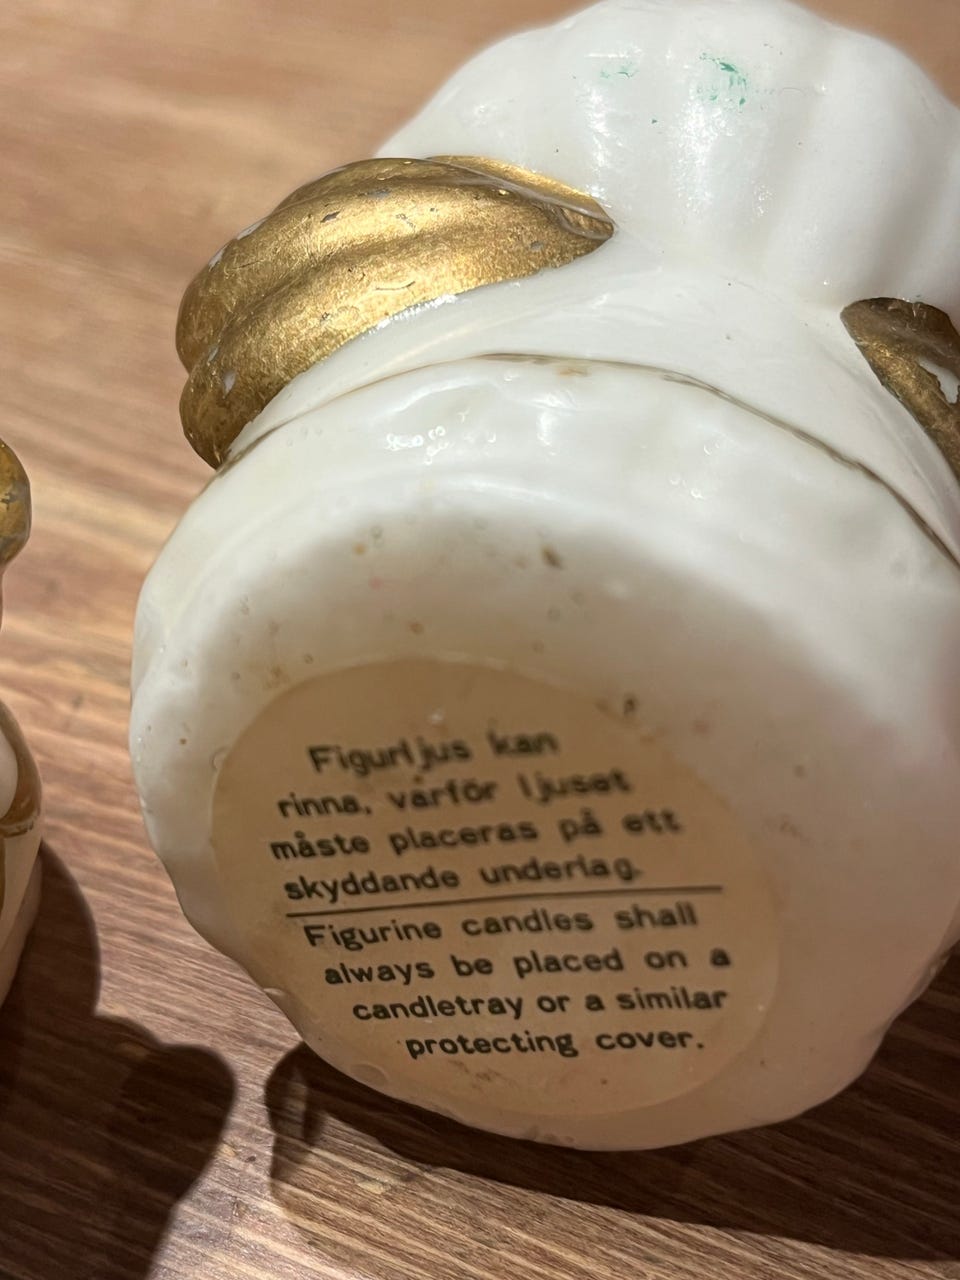 Figurljus kan
rinna, varför ljuset
måste placeras på ett
skyddande underlag.
Figurine candles shall
always be placed on a
candletray or a similar
protecting cover.